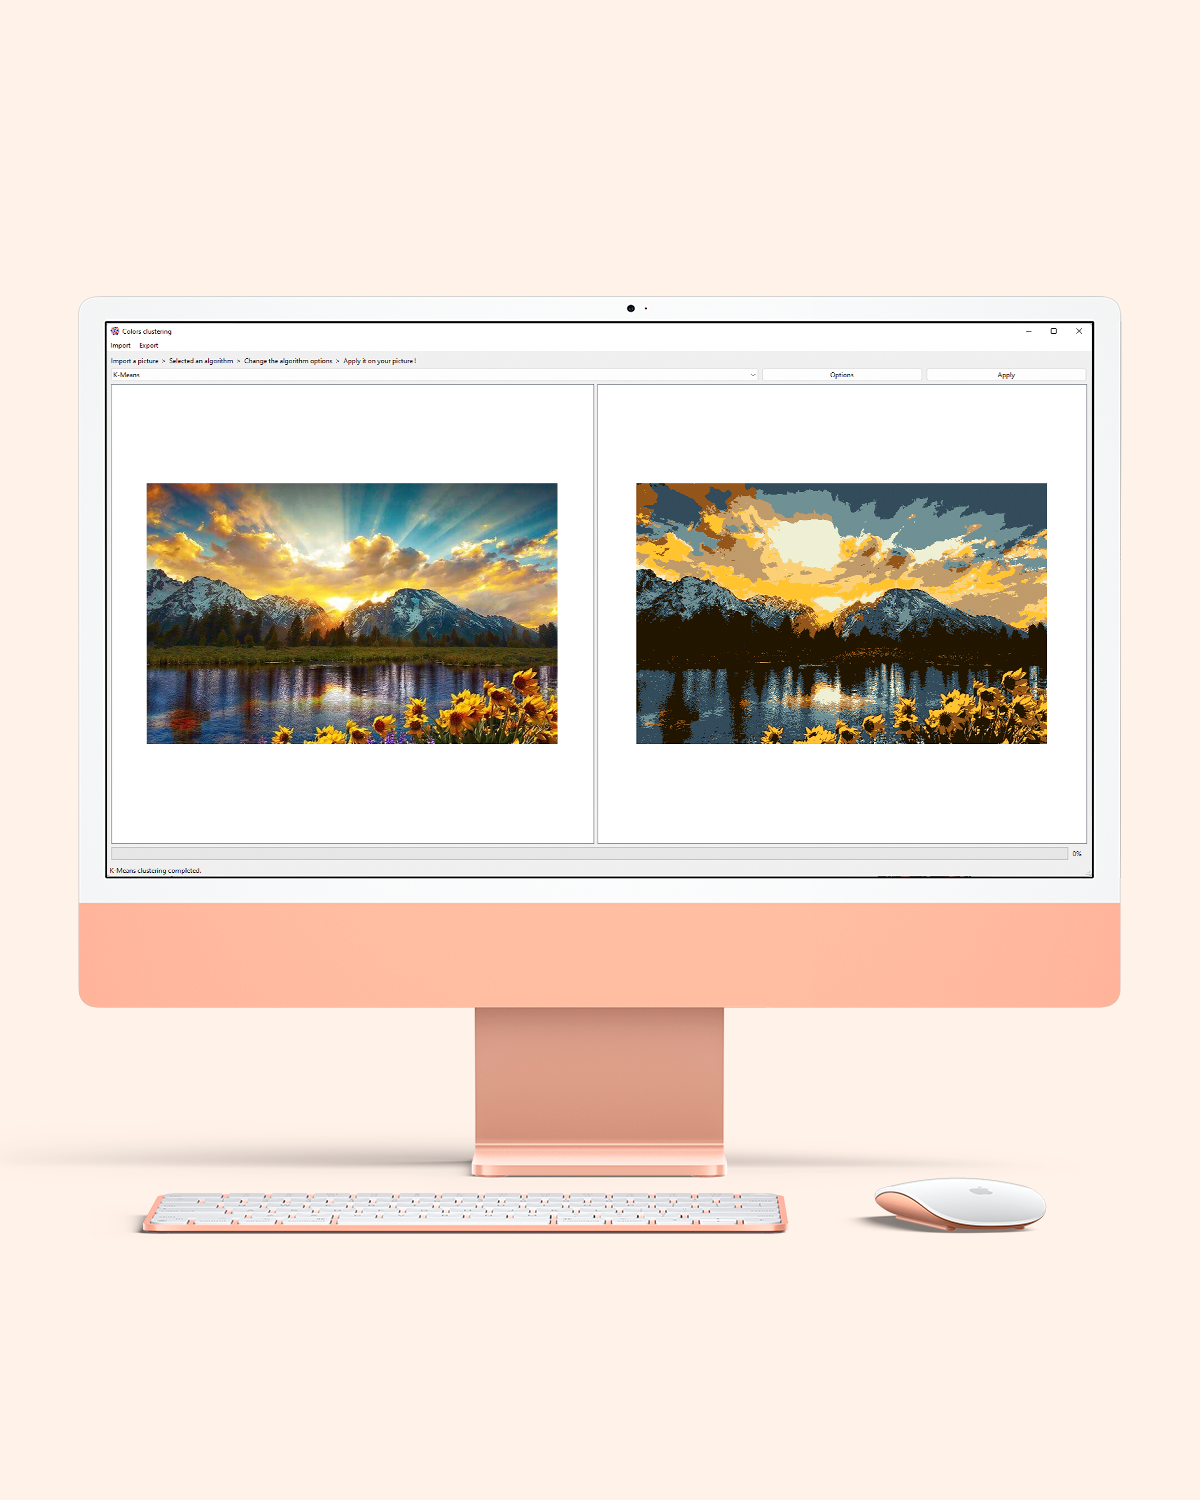 Colors clustering
Import Export
Import a picture > Selected an algorithm > Change the algorithm options > Apply it on your picture !
K-Means Options Apply
0%
K-Means clustering completed.